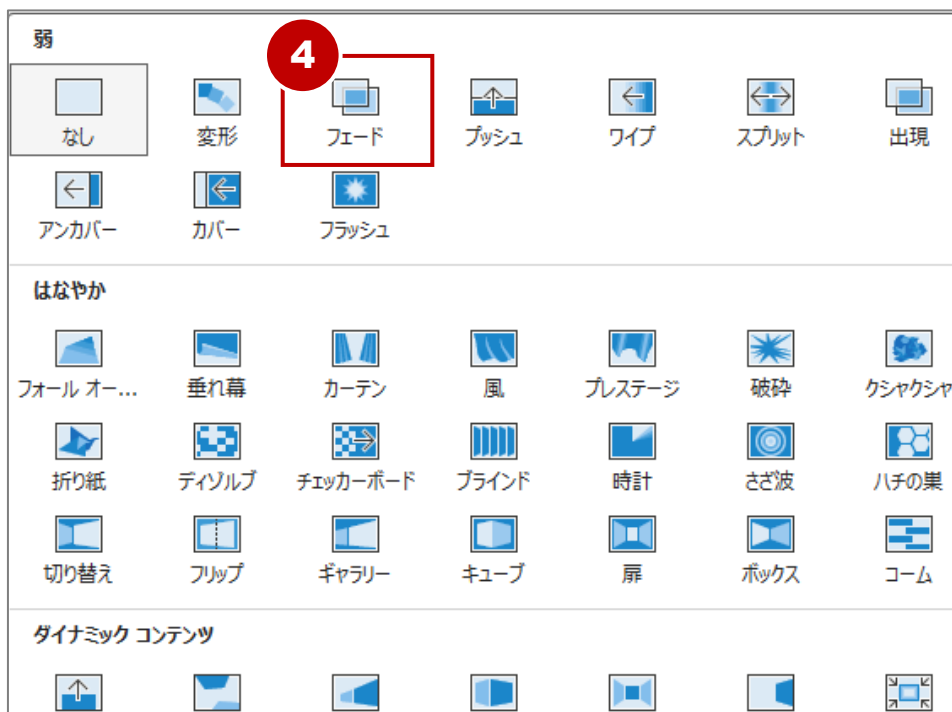 弱
4
なし 変形 フェード プッシュ ワイプ スプリット 出現
アンカバー カバー フラッシュ
はなやか
フォール オー... 垂れ幕 カーテン 風 プレステージ 破砕 クシャクシャ
折り紙 ディゾルブ チェッカーボード ブラインド 時計 さざ波 ハチの巣
切り替え フリップ ギャラリー キューブ 扉 ボックス コーム
ダイナミック コンテンツ